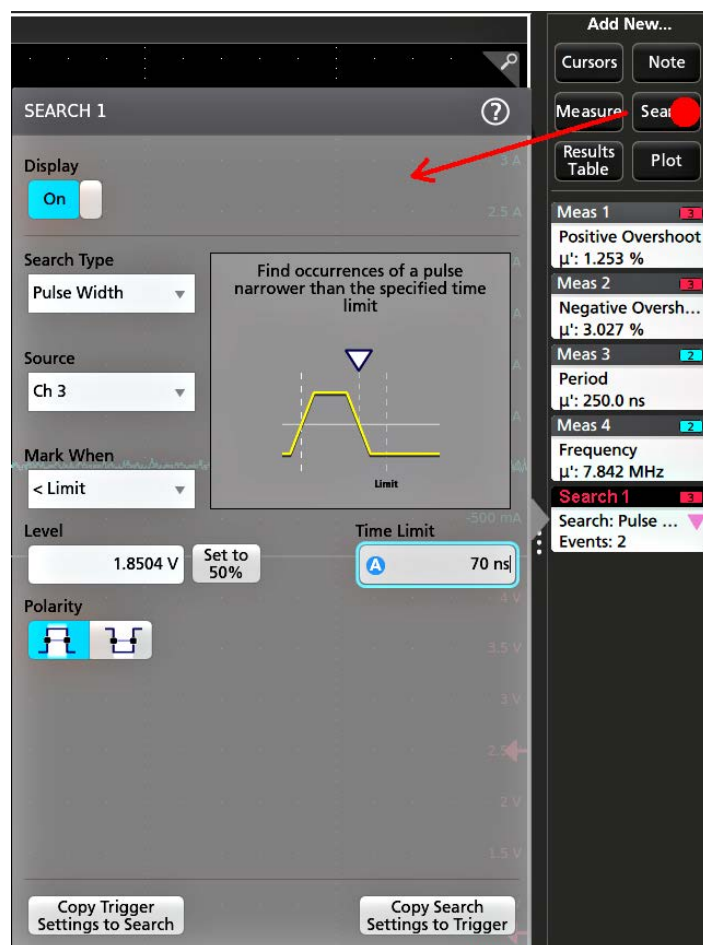 Add New...
Cursors
Note
Measure
Results
Table
Plot
SEARCH 1
?
Display
On
3 A
2.5 A
Search Type
Pulse Width
Find occurrences of a pulse
narrower than the specified time
limit
Source
Ch 3
Mark When
< Limit
Limit
-500 mA
Level
1.8504 V
Set to
50%
Time Limit
A
70 ns
Polarity
4 V
3.5 V
3 V
2 V
1.5 V
Copy Trigger
Settings to Search
Copy Search
Settings to Trigger
Meas 1
3
Positive Overshoot
µ': 1.253 %
Meas 2
3
Negative Oversh...
µ': 3.027 %
Meas 3
2
Period
µ': 250.0 ns
Meas 4
2
Frequency
µ': 7.842 MHz
Search 1
3
Search: Pulse ...
Events: 2